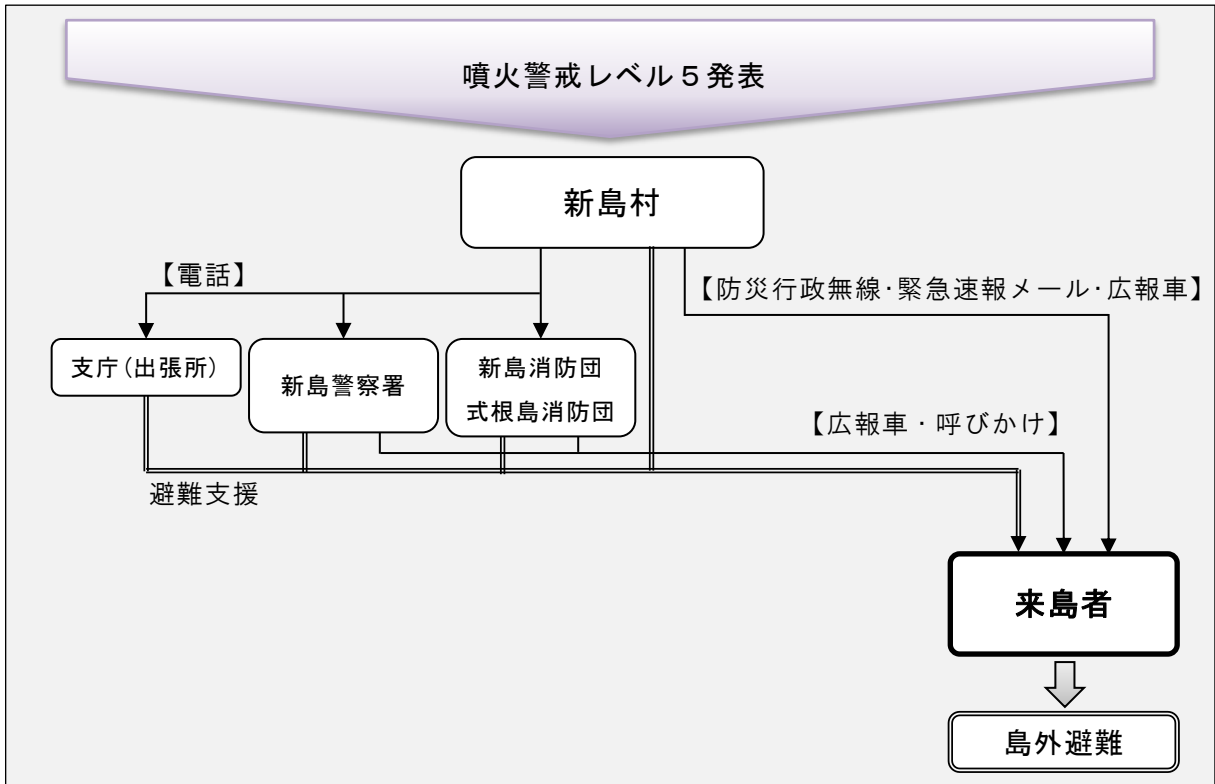 噴火警戒レベル５発表
新島村
【電話】
【防災行政無線･緊急速報メール･広報車】
支庁(出張所)
新島警察署
新島消防団
式根島消防団
【広報車・呼びかけ】
避難支援
来島者
島外避難